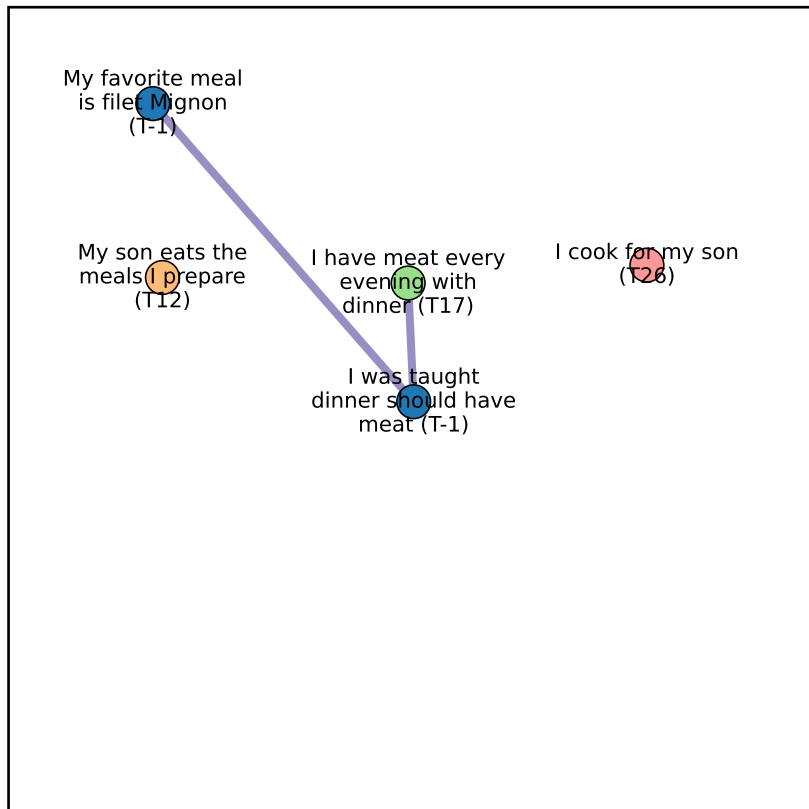 My favorite meal
is filet Mignon
(T-1)
My son eats the
meals I prepare
(T12)
I have meat every
evening with
dinner (T17)
I cook for my son
(T26)
I was taught
dinner should have
meat (T-1)